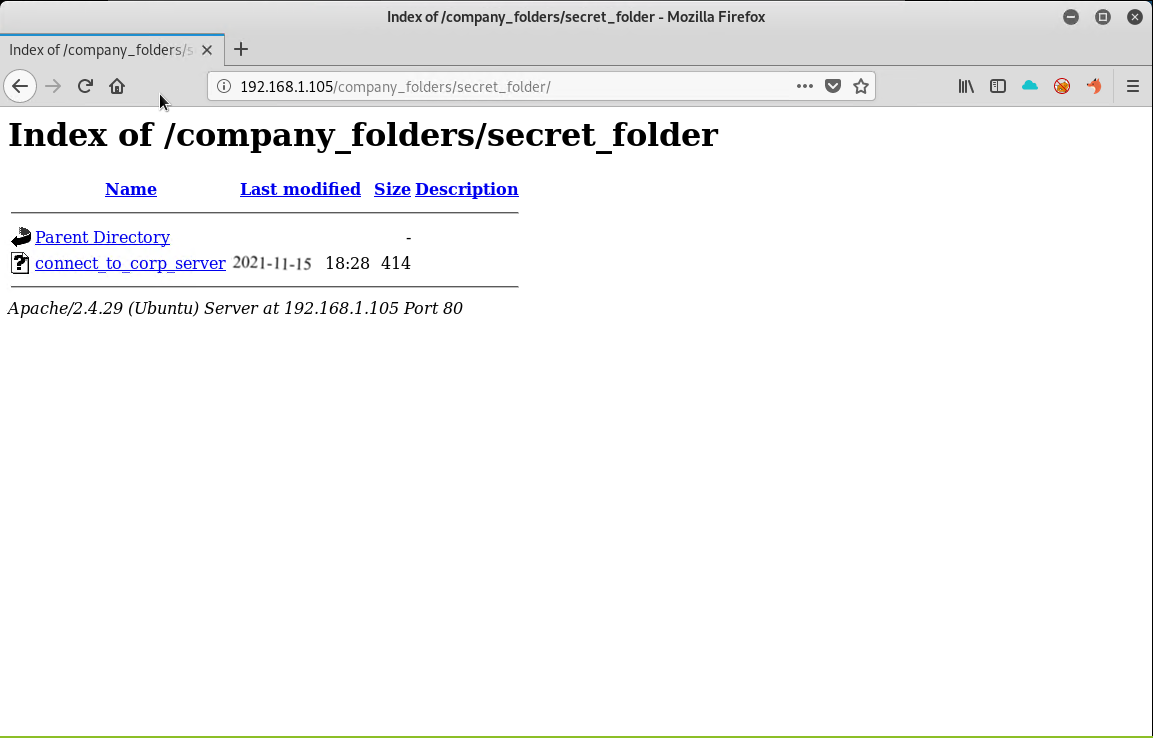 Index of /company_folders/secret_folder - Mozilla Firefox
Index of /company_folders/s
192.168.1.105/company_folders/secret_folder/
Index of /company_folders/secret_folder
Name Last modified Size Description
Parent Directory -
connect_to_corp_server 2021-11-15 18:28 414
Apache/2.4.29 (Ubuntu) Server at 192.168.1.105 Port 80